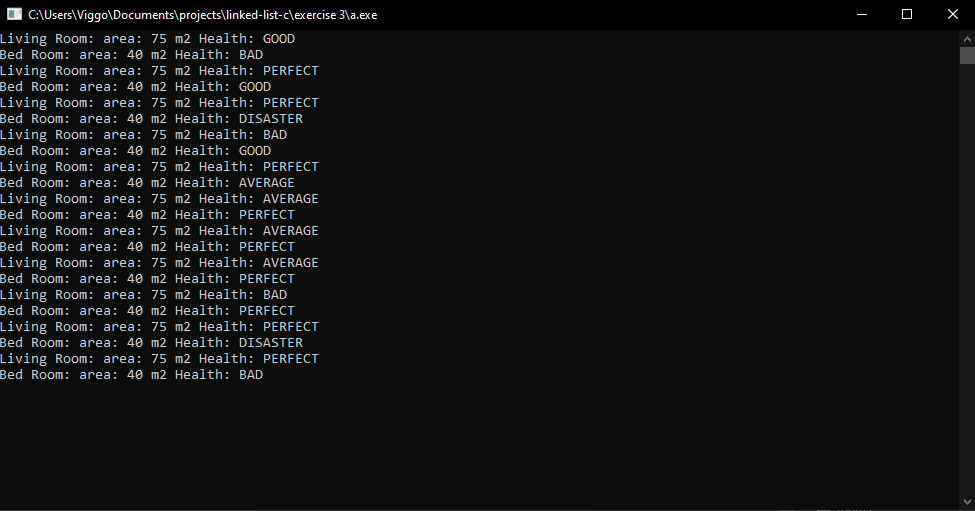 C:\Users\Viggo\Documents\projects\linked-list-c\exercise 3\a.exe
Living Room: area: 75 m2 Health: GOOD
Bed Room: area: 40 m2 Health: BAD
Living Room: area: 75 m2 Health: PERFECT
Bed Room: area: 40 m2 Health: GOOD
Living Room: area: 75 m2 Health: PERFECT
Bed Room: area: 40 m2 Health: DISASTER
Living Room: area: 75 m2 Health: BAD
Bed Room: area: 40 m2 Health: GOOD
Living Room: area: 75 m2 Health: PERFECT
Bed Room: area: 40 m2 Health: AVERAGE
Living Room: area: 75 m2 Health: AVERAGE
Bed Room: area: 40 m2 Health: PERFECT
Living Room: area: 75 m2 Health: AVERAGE
Bed Room: area: 40 m2 Health: PERFECT
Living Room: area: 75 m2 Health: AVERAGE
Bed Room: area: 40 m2 Health: PERFECT
Living Room: area: 75 m2 Health: BAD
Bed Room: area: 40 m2 Health: PERFECT
Living Room: area: 75 m2 Health: PERFECT
Bed Room: area: 40 m2 Health: DISASTER
Living Room: area: 75 m2 Health: PERFECT
Bed Room: area: 40 m2 Health: BAD